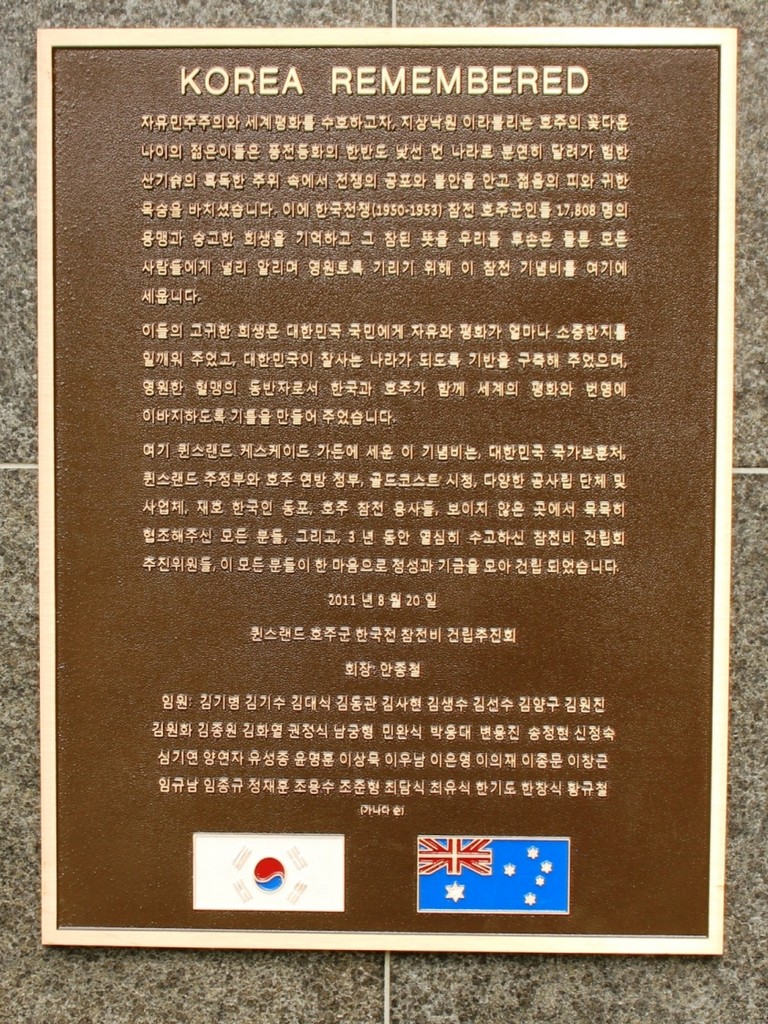 KOREA REMEMBERED
자유민주주의와 세계평화를 수호하고자, 지상낙원 이라불리는 호주의 꽃다운
나이의 젊은이들은 풍전등화의 한반도 낯선 먼 나라로 분연히 달려가 험한
산기슭의 혹독한 추위 속에서 전쟁의 공포와 불안을 안고 젊음의 피와 귀한
목숨을 바치셨습니다. 이에 한국전쟁(1950-1953) 참전 호주군인들 17,808 명의
용맹과 숭고한 희생을 기억하고 그 참된 뜻을 우리들 후손은 물론 모든
사람들에게 널리 알리며 영원토록 기리기 위해 이 참전 기념비를 여기에
세웁니다.
이들의 고귀한 희생은 대한민국 국민에게 자유와 평화가 얼마나 소중한지를
일깨워 주었고, 대한민국이 잘사는 나라가 되도록 기반을 구축해 주었으며,
영원한 혈맹의 동반자로서 한국과 호주가 함께 세계의 평화와 번영에
이바지하도록 기틀을 만들어 주었습니다.
여기 퀸스랜드 케스케이드 가든에 세운 이 기념비는, 대한민국 국가보훈처,
퀸스랜드 주정부와 호주 연방 정부, 골드코스트 시청, 다양한 공사립 단체 및
사업체, 재호 한국인 동포, 호주 참전 용사들, 보이지 않은 곳에서 묵묵히
협조해주신 모든 분들, 그리고, 3 년 동안 열심히 수고하신 참전비 건립회
추진위원들, 이 모든 분들이 한 마음으로 정성과 기금을 모아 건립 되었습니다.
2011 년 8 월 20 일
퀸스랜드 호주군 한국전 참전비 건립추진회
회장: 안종철
임원: 김기병 김기수 김대식 김동관 김사현 김생수 김선수 김양구 김원진
김원화 김종원 김화열 권정식 남궁형 민완식 박웅대 변용진 송정현 신정숙
심기연 양연자 유성종 윤명훈 이상목 이우남 이은영 이의재 이종문 이창근
임규남 임종규 정재훈 조용수 조준형 최담식 최유식 한기도 한창식 황규철
(가나다 순)